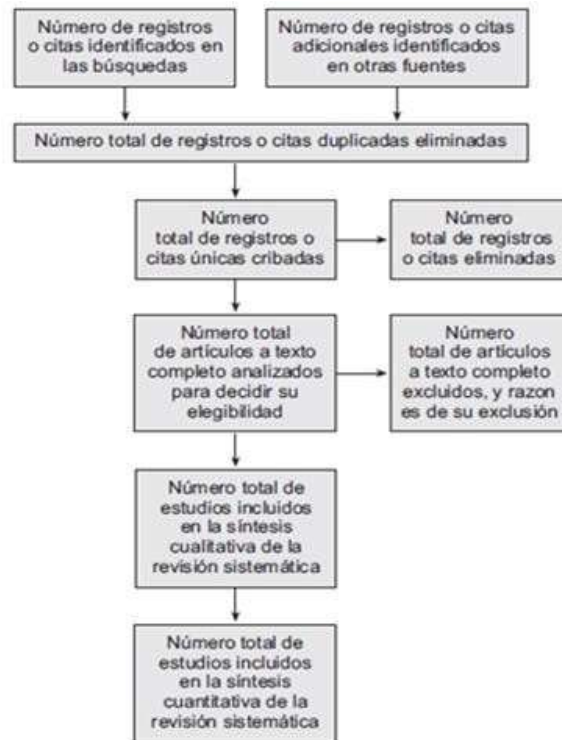 Número de registros
o citas identificados en
las búsquedas
Número de registros o citas
adicionales identificados
en otras fuentes
Número total de registros o citas duplicadas eliminadas
Número
total de registros o
citas únicas cribadas
Número
total de registros
o citas eliminadas
Número total
de artículos a texto
completo analizados
para decidir su
elegibilidad
Número
total de artículos
a texto completo
excluidos, y razon
es de su exclusión
Número total de
estudios incluidos
en la síntesis
cualitativa de la
revisión sistemática
Número total de
estudios incluidos
en la síntesis
cuantitativa de la
revisión sistemática